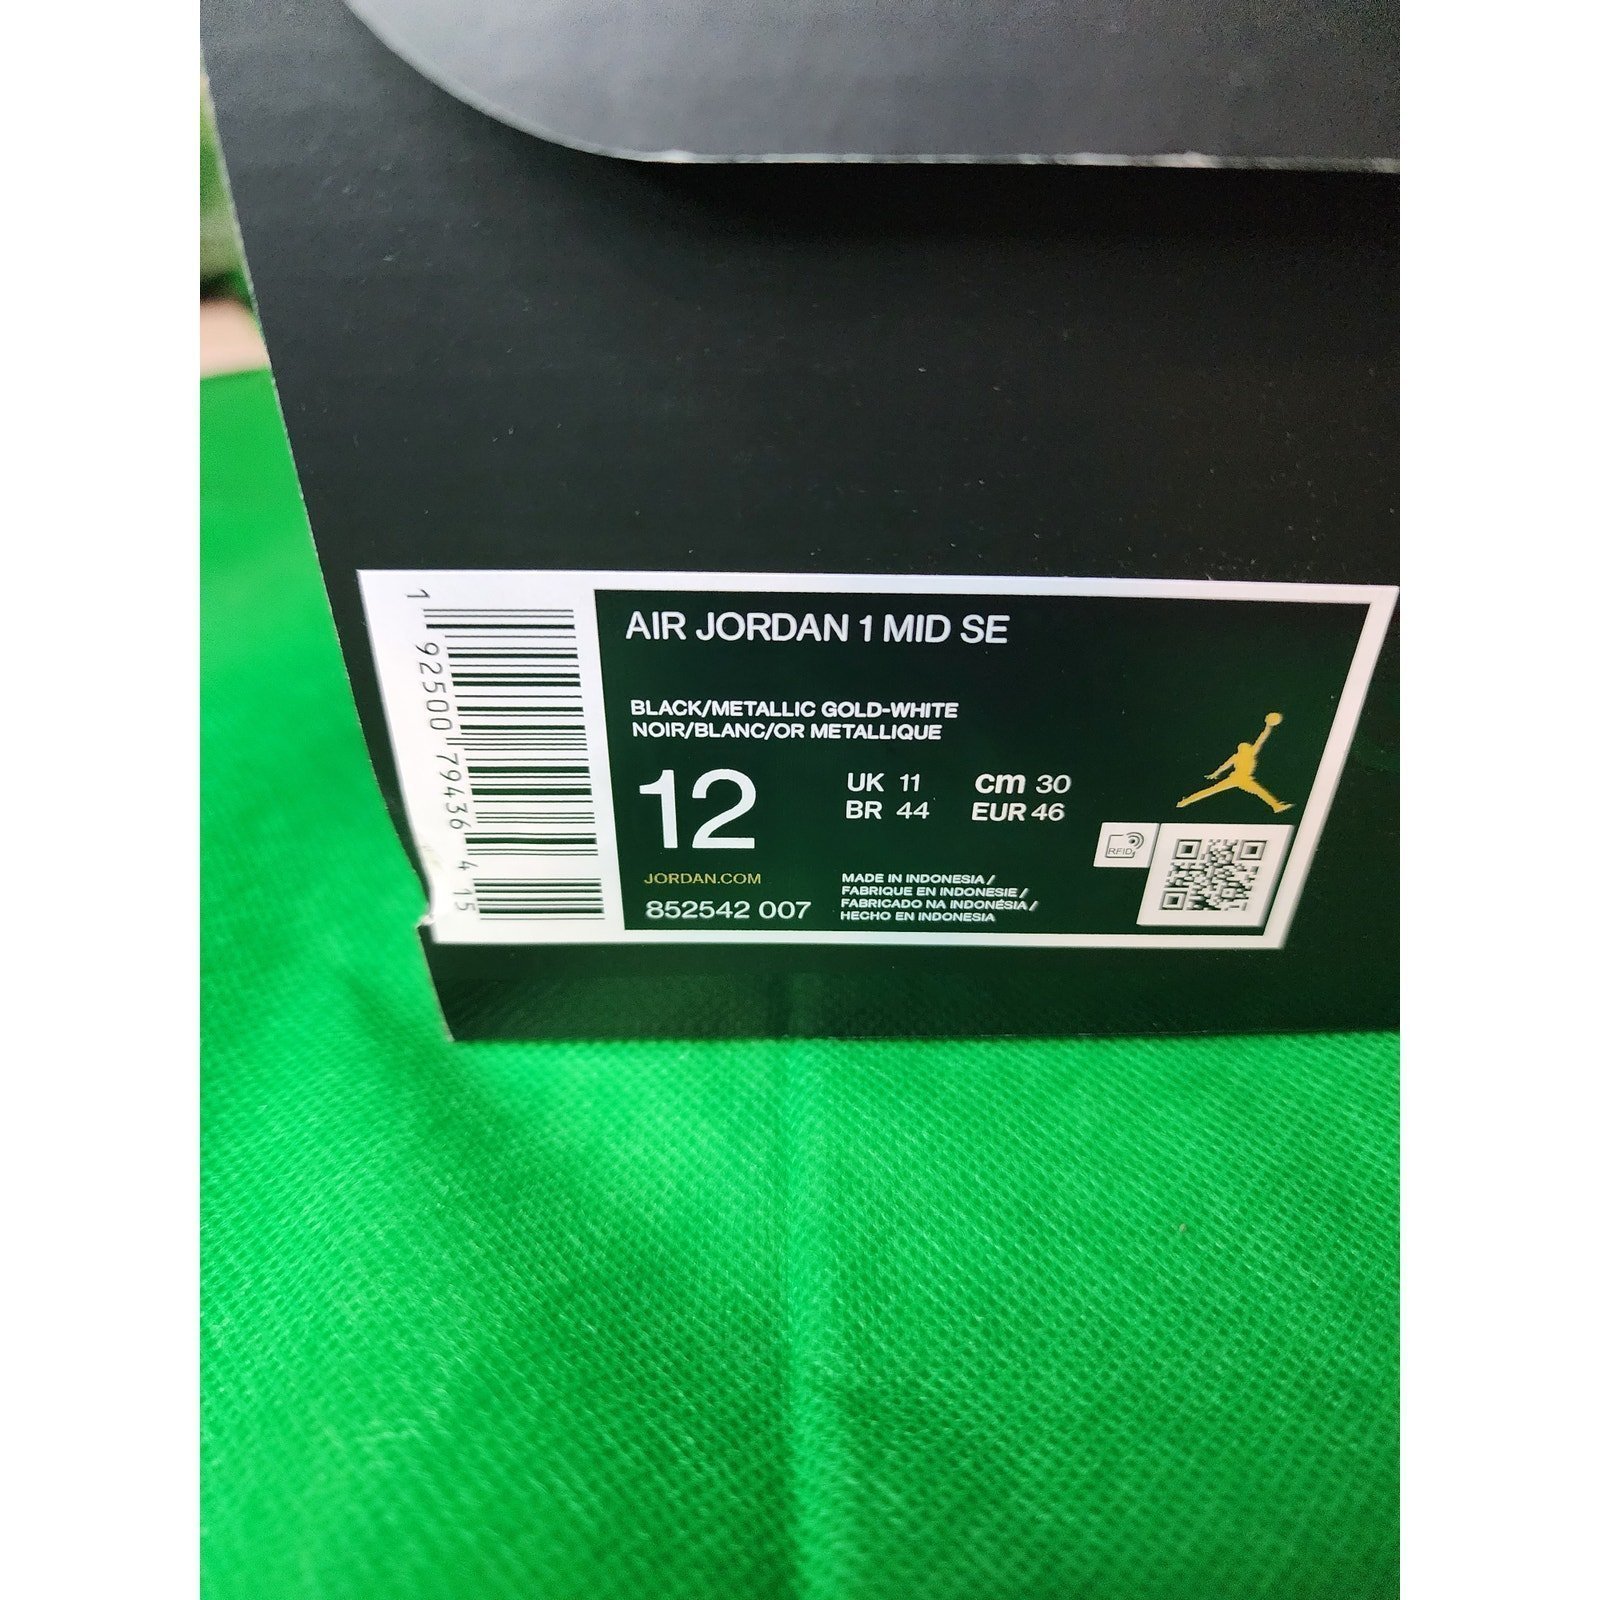 AIR JORDAN 1 MID SE
BLACK/METALLIC GOLD-WHITE
NOIR/BLANC/OR METALLIQUE
12
UK 11 cm 30
BR 44 EUR 46
JORDAN.COM
852542 007
MADE IN INDONESIA /
FABRIQUE EN INDONESIE /
FABRICADO NA INDONÉSIA /
HECHO EN INDONESIA
RFID
1 92500 79436 4 15